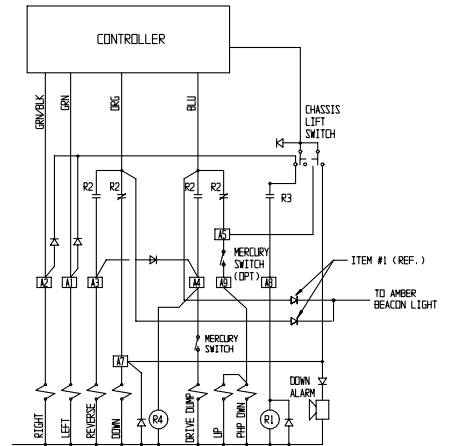 CONTROLLER
GRN/BLK
GRN
ORG
BLU
CHASSIS
LIFT
SWITCH
R2
R2
R2
R2
R3
A5
MERCURY
SWITCH
(OPT)
ITEM #1 (REF.)
A2
A1
A3
A4
A9
A8
TO AMBER
BEACON LIGHT
MERCURY
SWITCH
A7
DOWN
ALARM
RIGHT
LEFT
REVERSE
DOWN
R4
DRIVE DUMP
UP
PHP DWN
R1